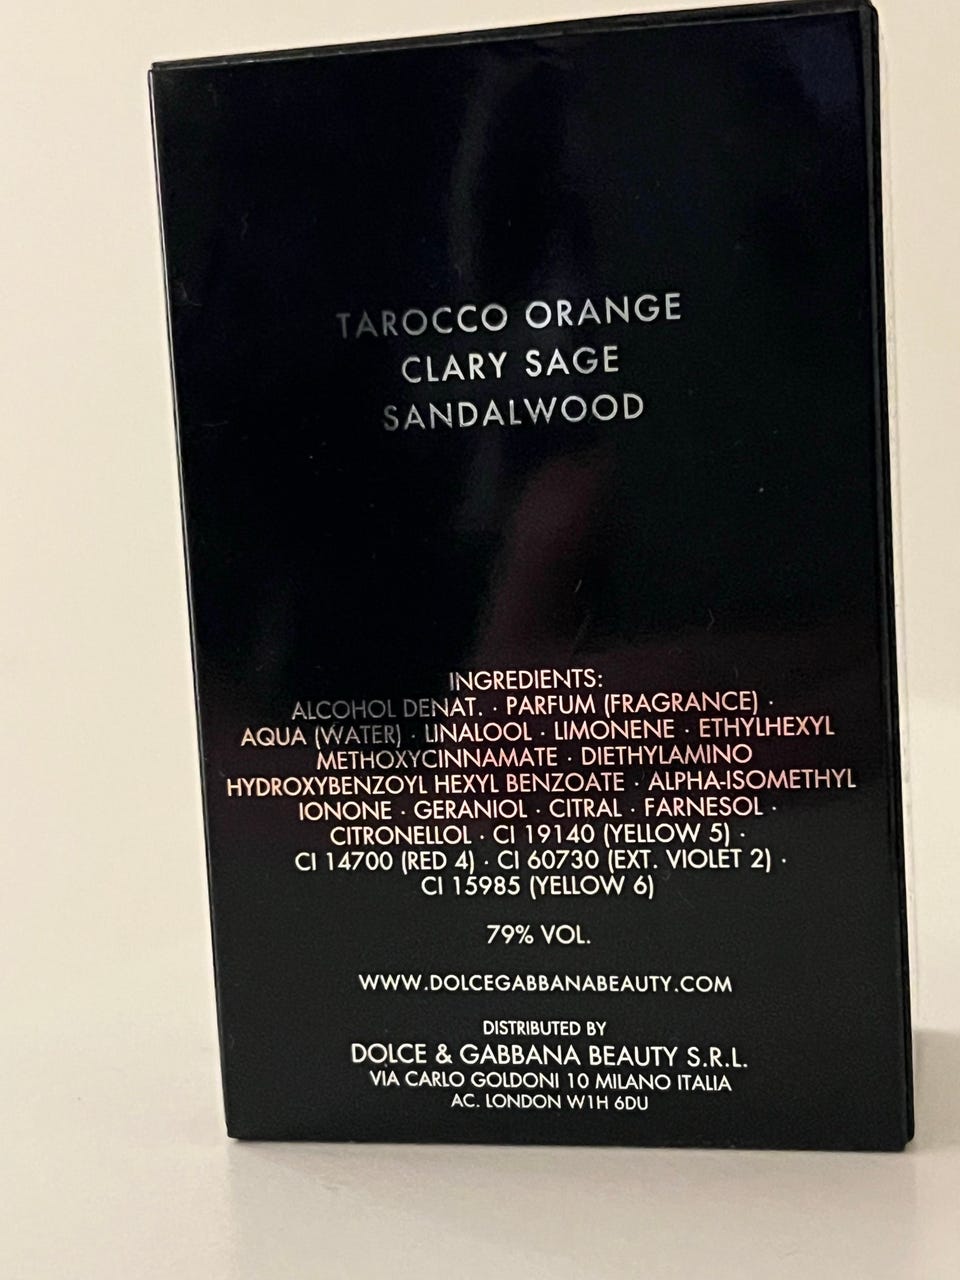 TAROCCO ORANGE
CLARY SAGE
SANDALWOOD
INGREDIENTS:
ALCOHOL DENAT. · PARFUM (FRAGRANCE) ·
AQUA (WATER) · LINALOOL · LIMONENE · ETHYLHEXYL
METHOXYCINNAMATE · DIETHYLAMINO
HYDROXYBENZOYL HEXYL BENZOATE · ALPHA-ISOMETHYL
IONONE · GERANIOL · CITRAL · FARNESOL ·
CITRONELLOL · CI 19140 (YELLOW 5) ·
CI 14700 (RED 4) · CI 60730 (EXT. VIOLET 2) ·
CI 15985 (YELLOW 6)
79% VOL.
WWW.DOLCEGABBANABEAUTY.COM
DISTRIBUTED BY
DOLCE & GABBANA BEAUTY S.R.L.
VIA CARLO GOLDONI 10 MILANO ITALIA
AC. LONDON W1H 6DU